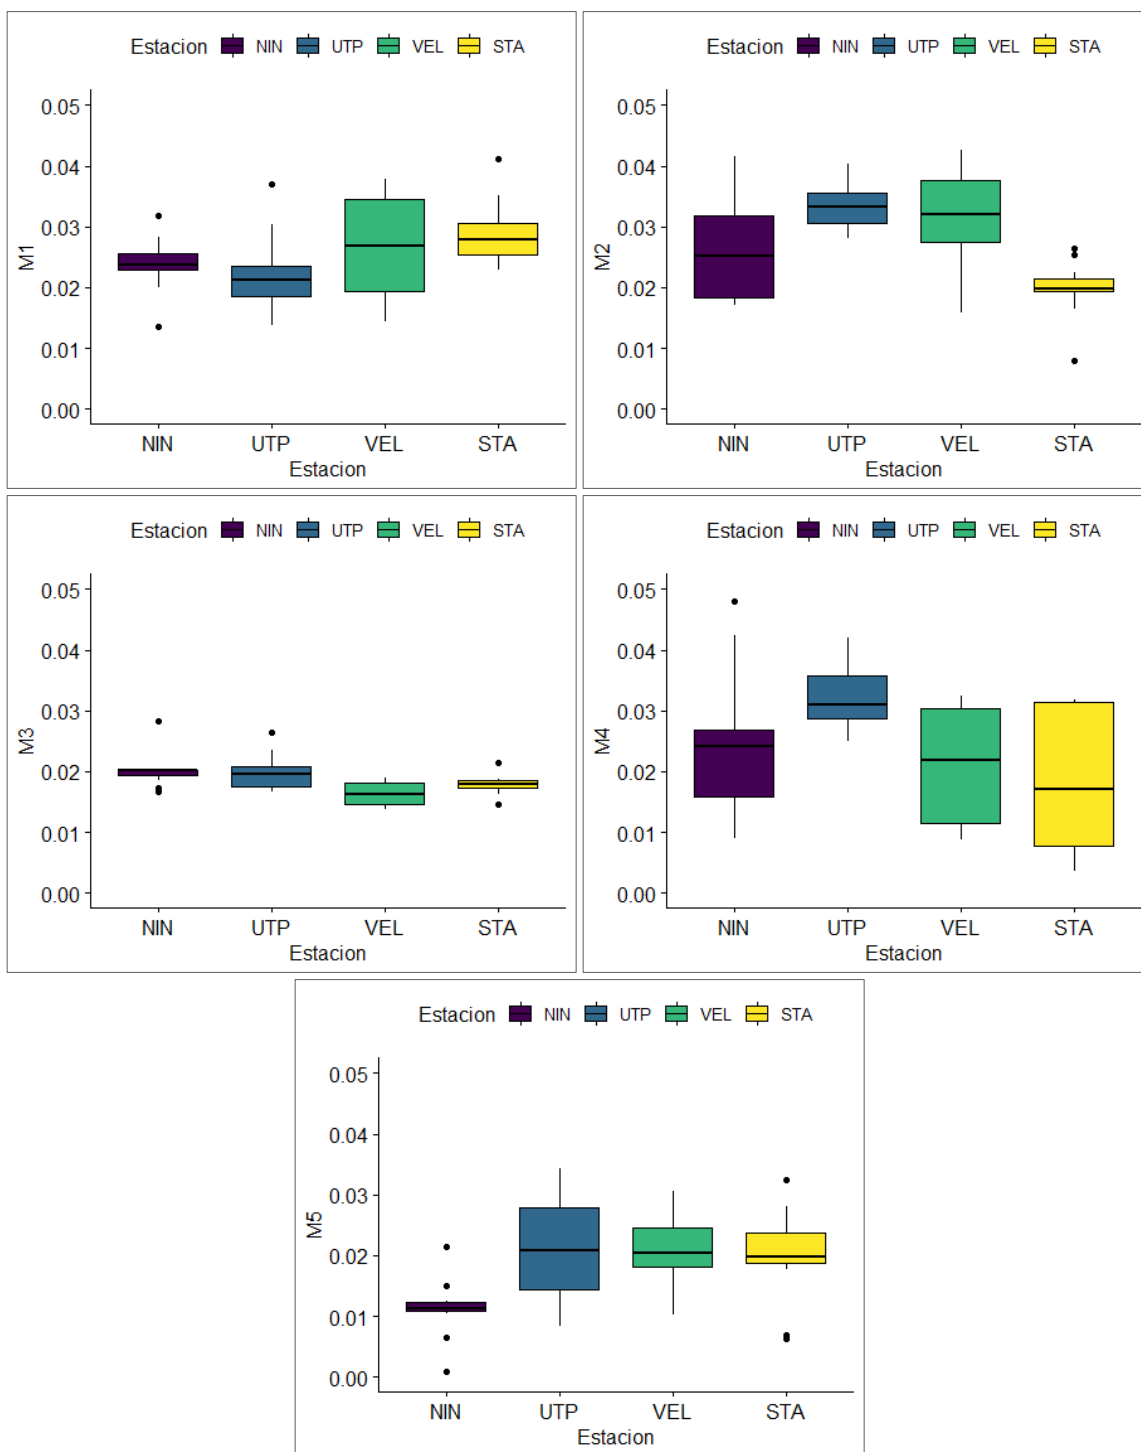 Estacion NIN UTP VEL STA
0.05
0.04
0.03
0.02
0.01
0.00
M1
NIN UTP VEL STA
Estacion
Estacion NIN UTP VEL STA
0.05
0.04
0.03
0.02
0.01
0.00
M2
NIN UTP VEL STA
Estacion
Estacion NIN UTP VEL STA
0.05
0.04
0.03
0.02
0.01
0.00
M3
NIN UTP VEL STA
Estacion
Estacion NIN UTP VEL STA
0.05
0.04
0.03
0.02
0.01
0.00
M4
NIN UTP VEL STA
Estacion
Estacion NIN UTP VEL STA
0.05
0.04
0.03
0.02
0.01
0.00
M5
NIN UTP VEL STA
Estacion